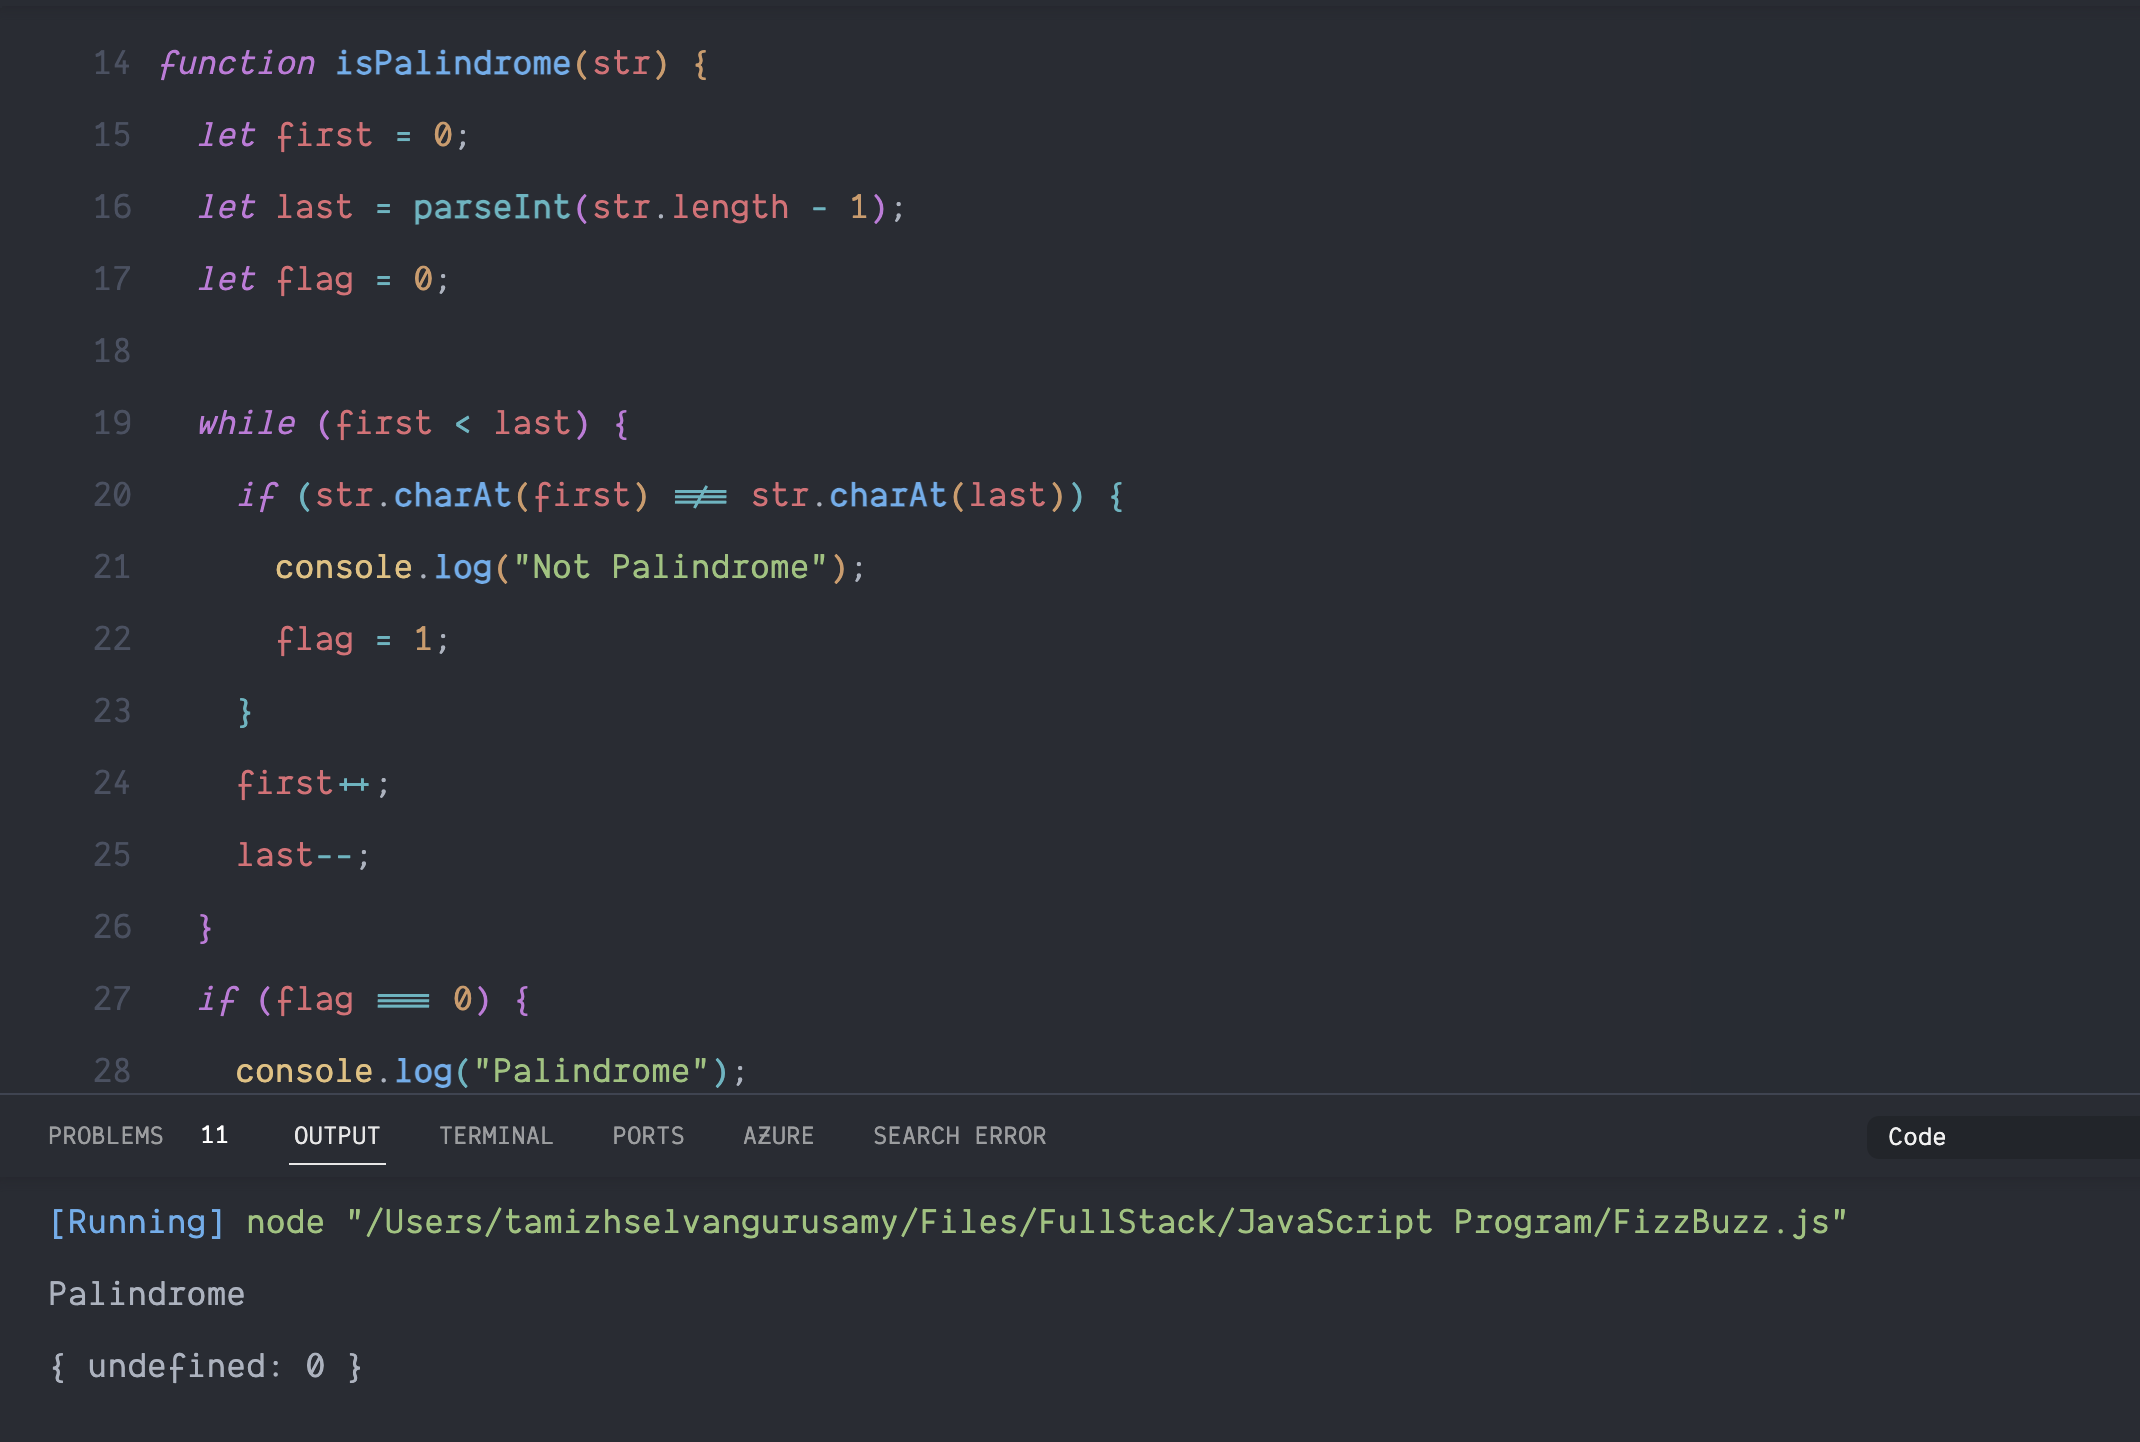 14 function isPalindrome(str) {
15 let first = 0;
16 let last = parseInt(str.length - 1);
17 let flag = 0;
18
19 while (first < last) {
20 if (str.charAt(first) !== str.charAt(last)) {
21 console.log("Not Palindrome");
22 flag = 1;
23 }
24 first++;
25 last--;
26 }
27 if (flag === 0) {
28 console.log("Palindrome");
PROBLEMS 11 OUTPUT TERMINAL PORTS AZURE SEARCH ERROR Code
[Running] node "/Users/tamizhselvangurusamy/Files/FullStack/JavaScript Program/FizzBuzz.js"
Palindrome
{ undefined: 0 }